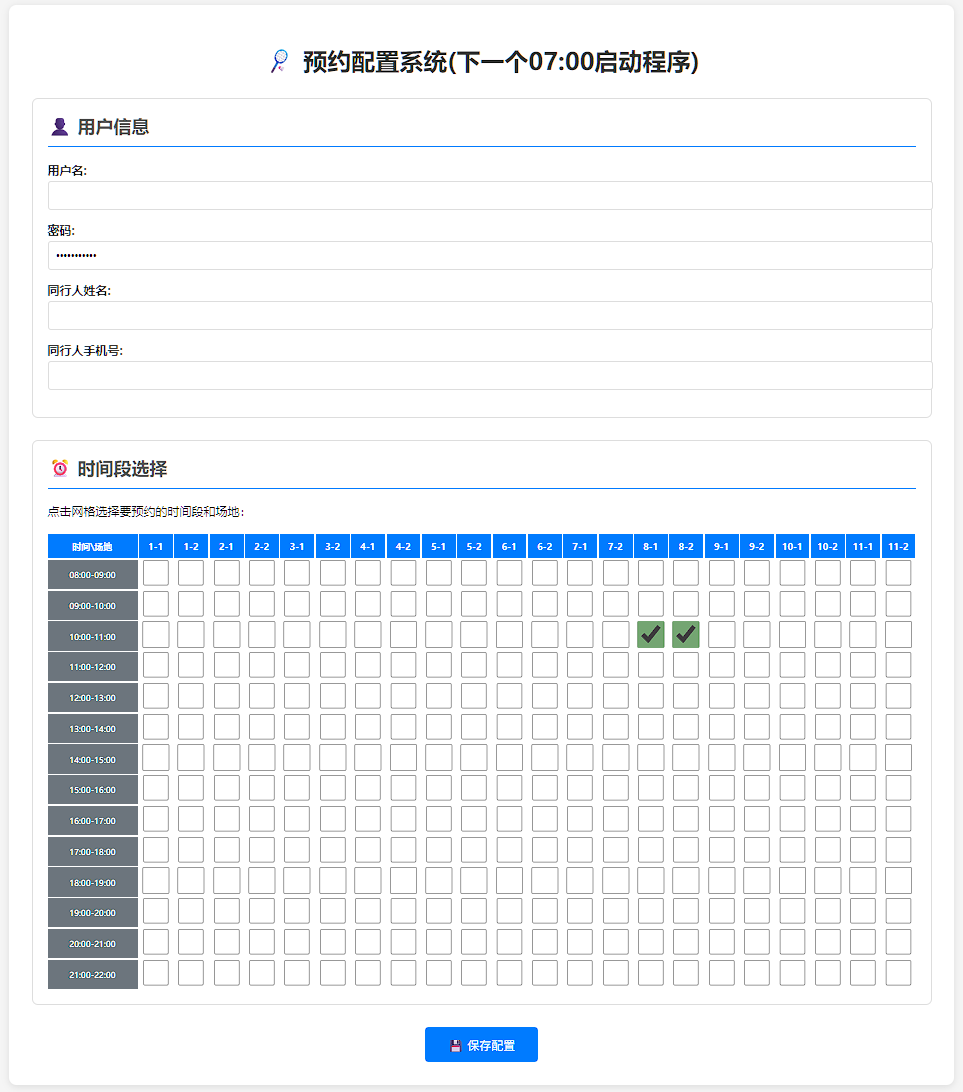 预约配置系统(下一个07:00启动程序)
用户信息
用户名:
密码:
•••••••••••
同行人姓名:
同行人手机号:
时间段选择
点击网格选择要预约的时间段和场地:
时间\场地 1-1 1-2 2-1 2-2 3-1 3-2 4-1 4-2 5-1 5-2 6-1 6-2 7-1 7-2 8-1 8-2 9-1 9-2 10-1 10-2 11-1 11-2
08:00-09:00
09:00-10:00
10:00-11:00 ✔ ✔
11:00-12:00
12:00-13:00
13:00-14:00
14:00-15:00
15:00-16:00
16:00-17:00
17:00-18:00
18:00-19:00
19:00-20:00
20:00-21:00
21:00-22:00
保存配置